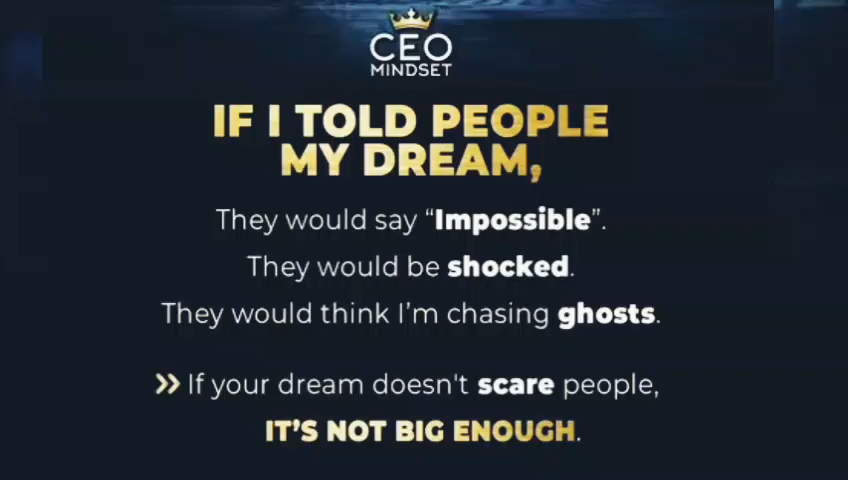 CEO
MINDSET
IF I TOLD PEOPLE
MY DREAM,
They would say “Impossible”.
They would be shocked.
They would think I’m chasing ghosts.
» If your dream doesn't scare people,
IT’S NOT BIG ENOUGH.